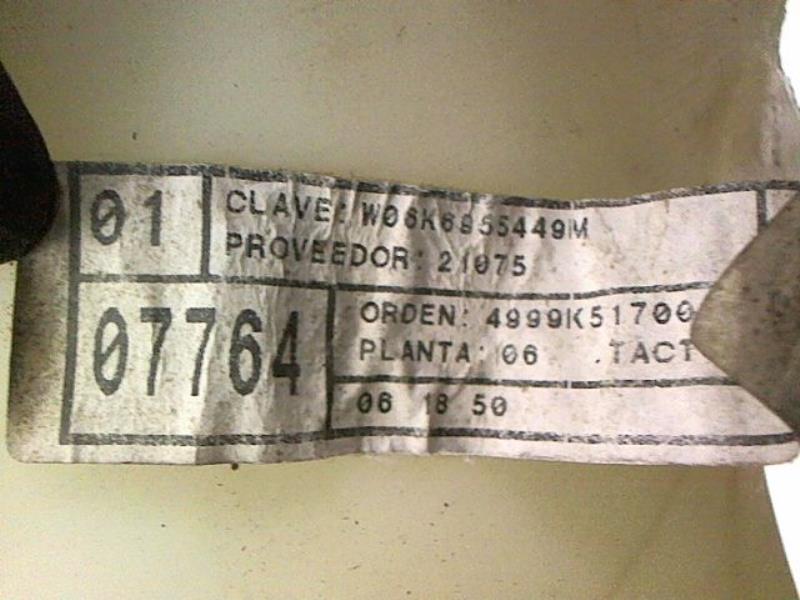 01
CLAVE: W06K6955449M
PROVEEDOR: 21075
07764
ORDEN: 4999K51700
PLANTA: 06 .TACT
06 18 50